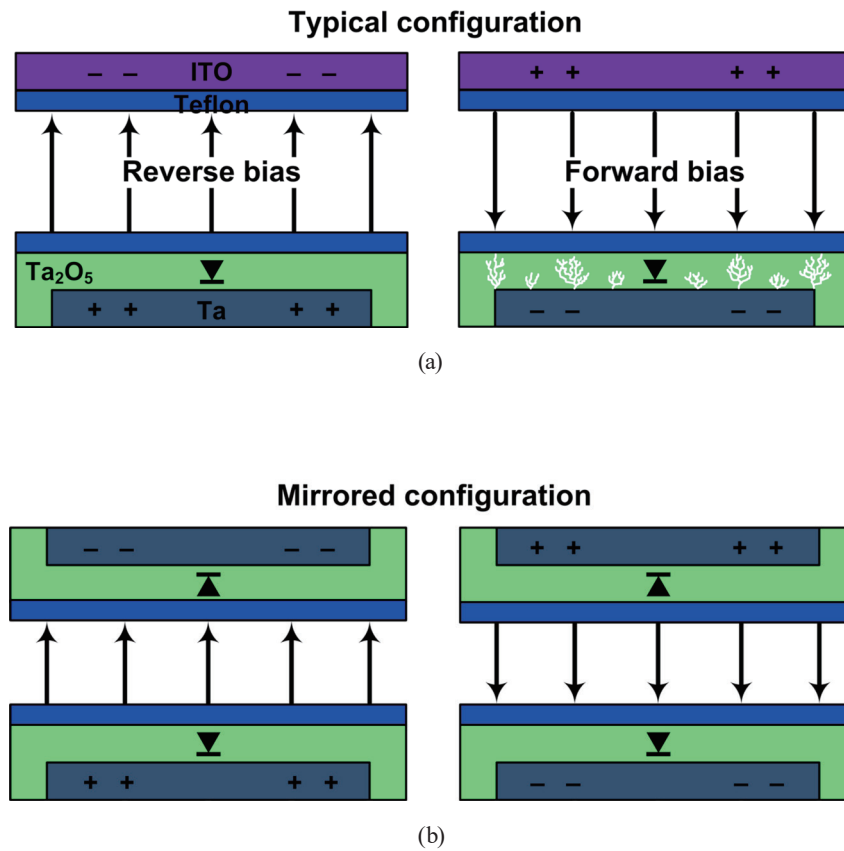 Typical configuration
– – ITO – –
+ + + +
Teflon
Reverse bias
Forward bias
Ta₂O₅
+ + Ta + +
– – – –
(a)
Mirrored configuration
– – – –
+ + + +
+ + + +
– – – –
(b)